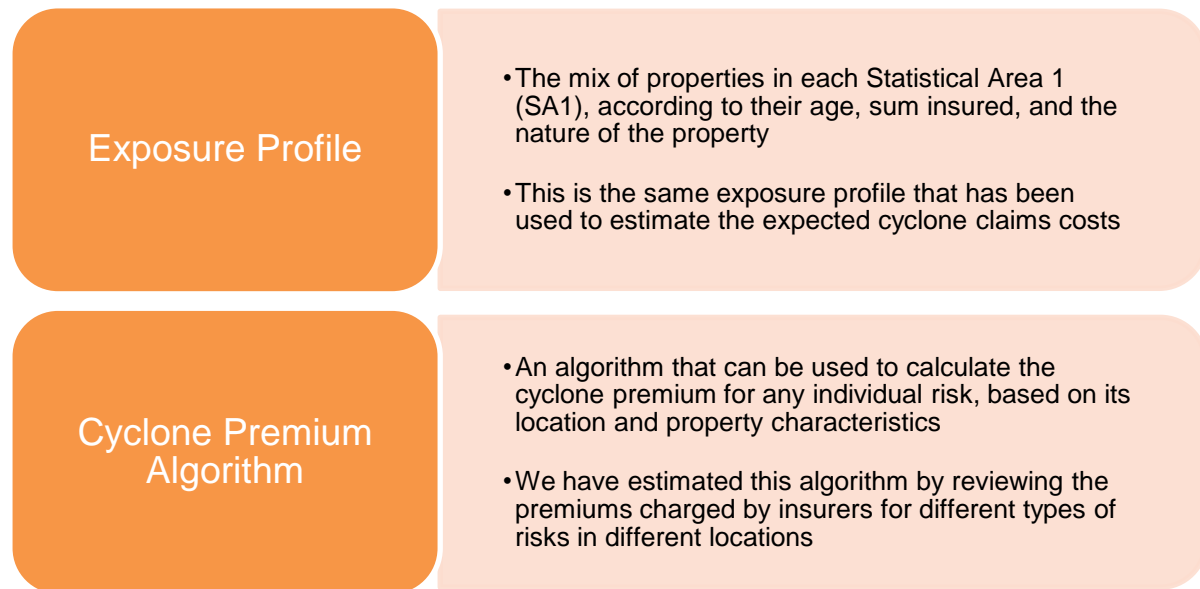 Exposure Profile
•The mix of properties in each Statistical Area 1
(SA1), according to their age, sum insured, and the
nature of the property
•This is the same exposure profile that has been
used to estimate the expected cyclone claims costs
Cyclone Premium
Algorithm
•An algorithm that can be used to calculate the
cyclone premium for any individual risk, based on its
location and property characteristics
•We have estimated this algorithm by reviewing the
premiums charged by insurers for different types of
risks in different locations